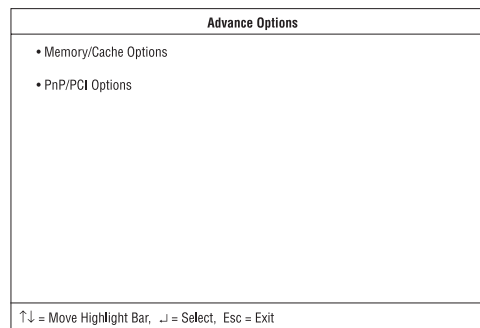 Advance Options
• Memory/Cache Options
• PnP/PCI Options
↑↓ = Move Highlight Bar, ↵ = Select, Esc = Exit